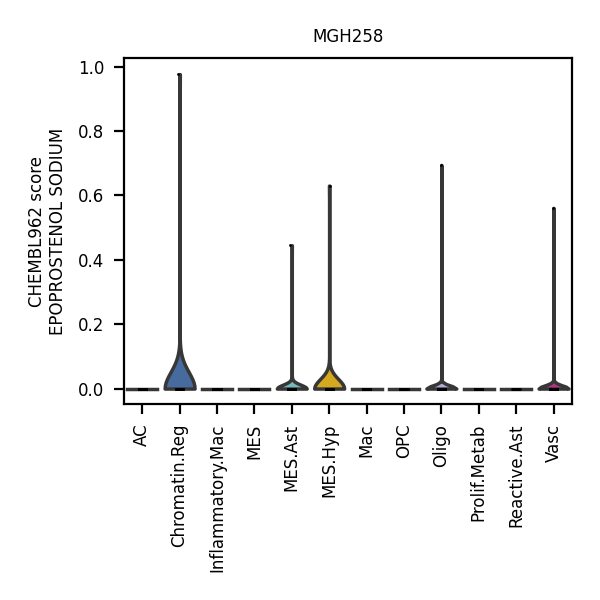 MGH258
CHEMBL962 score
EPOPROSTENOL SODIUM
1.0
0.8
0.6
0.4
0.2
0.0
AC
Chromatin.Reg
Inflammatory.Mac
MES
MES.Ast
MES.Hyp
Mac
OPC
Oligo
Prolif.Metab
Reactive.Ast
Vasc